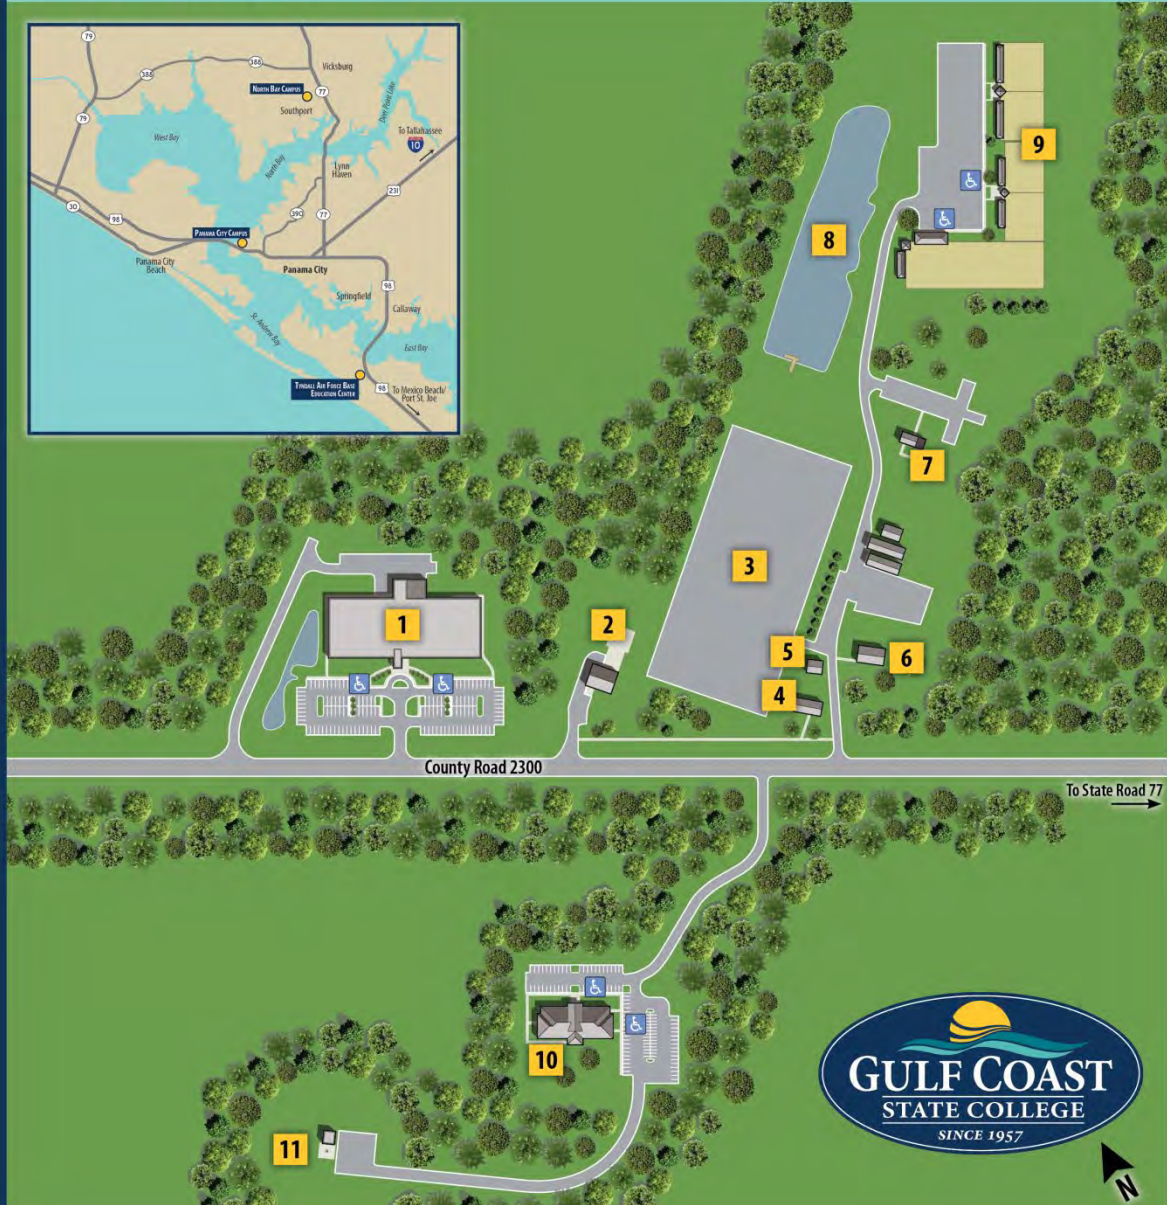 79
388
388
Vicksburg
77
NORTH BAY CAMPUS
Southport
Deer Point Lake
79
West Bay
To Tallahassee
10
North Bay
Lynn
Haven
231
30
98
390
77
PANAMA CITY CAMPUS
Panama City
Beach
Panama City
98
Springfield
Callaway
St. Andrew Bay
East Bay
TYNDALL AIR FORCE BASE
EDUCATION CENTER
98
To Mexico Beach/
Port St. Joe
9
8
7
3
1
2
5
6
4
County Road 2300
To State Road 77
10
11
GULF COAST
STATE COLLEGE
SINCE 1957
N